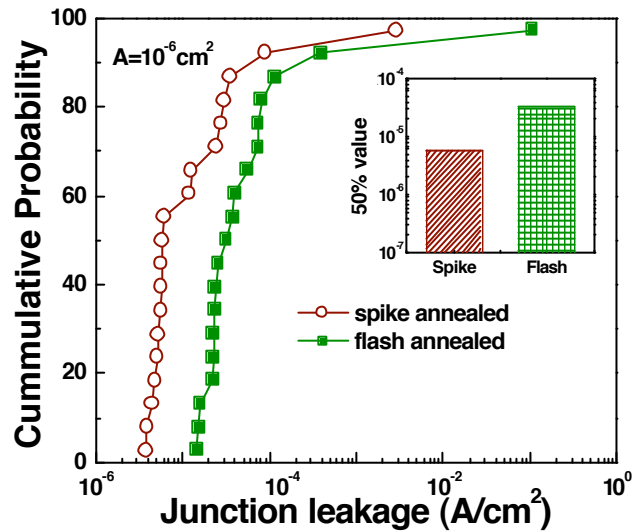 Cummulative Probability
100
80
60
40
20
0
A=10⁻⁶cm²
50% value
10⁻⁴
10⁻⁵
10⁻⁶
10⁻⁷
Spike Flash
spike annealed
flash annealed
10⁻⁶ 10⁻⁴ 10⁻² 10⁰
Junction leakage (A/cm²)